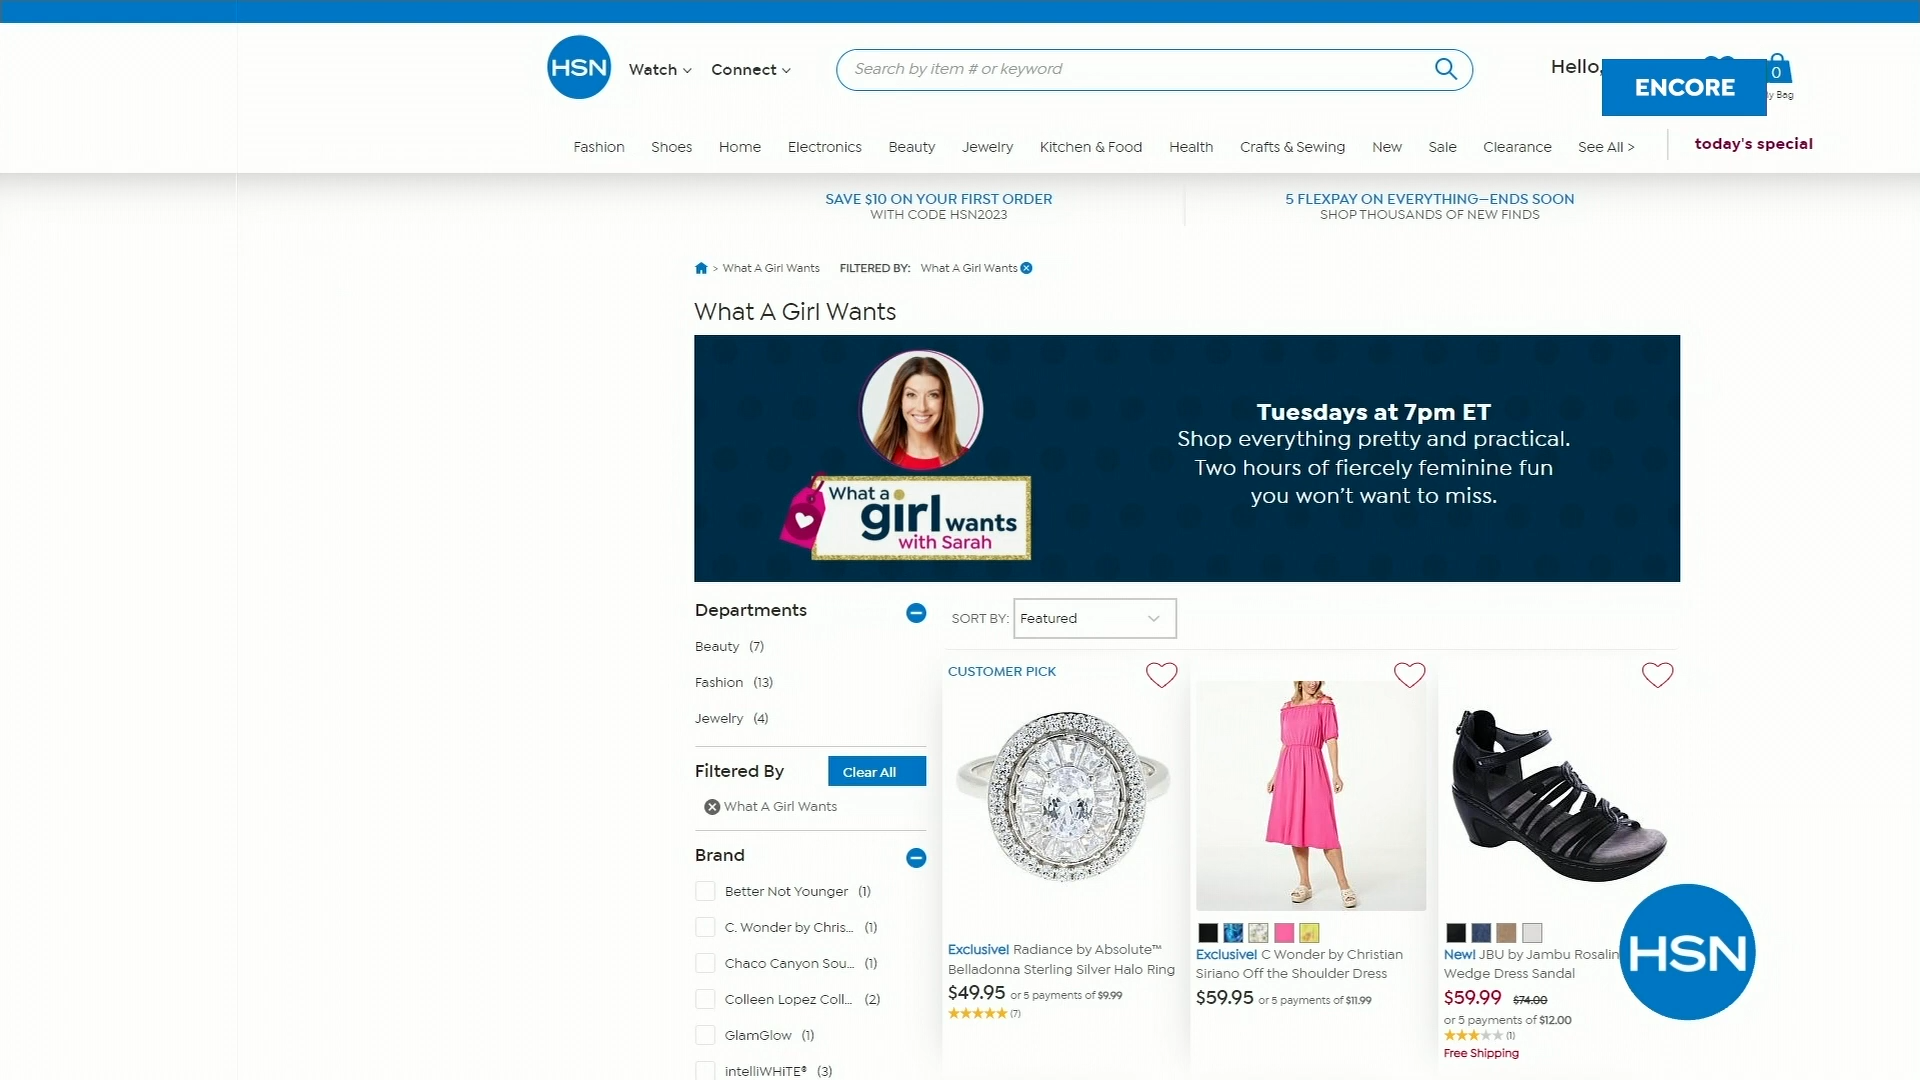 HSN
Watch
Connect
Search by item # or keyword
Hello,
ENCORE
0
Bag
Fashion
Shoes
Home
Electronics
Beauty
Jewelry
Kitchen & Food
Health
Crafts & Sewing
New
Sale
Clearance
See All >
today's special
SAVE $10 ON YOUR FIRST ORDER
WITH CODE HSN2023
5 FLEXPAY ON EVERYTHING—ENDS SOON
SHOP THOUSANDS OF NEW FINDS
> What A Girl Wants
FILTERED BY: What A Girl Wants
What A Girl Wants
What a
girl wants
with Sarah
Tuesdays at 7pm ET
Shop everything pretty and practical.
Two hours of fiercely feminine fun
you won't want to miss.
Departments
Beauty (7)
Fashion (13)
Jewelry (4)
Filtered By
Clear All
What A Girl Wants
Brand
Better Not Younger (1)
C. Wonder by Chris... (1)
Chaco Canyon Sou... (1)
Colleen Lopez Coll... (2)
GlamGlow (1)
intelliWHiTE® (3)
SORT BY: Featured
CUSTOMER PICK
Exclusive! Radiance by Absolute™
Belladonna Sterling Silver Halo Ring
$49.95 or 5 payments of $9.99
(7)
Exclusive! C Wonder by Christian
Siriano Off the Shoulder Dress
$59.95 or 5 payments of $11.99
New! JBU by Jambu Rosalin
Wedge Dress Sandal
$59.99 $74.00
or 5 payments of $12.00
(1)
Free Shipping
HSN